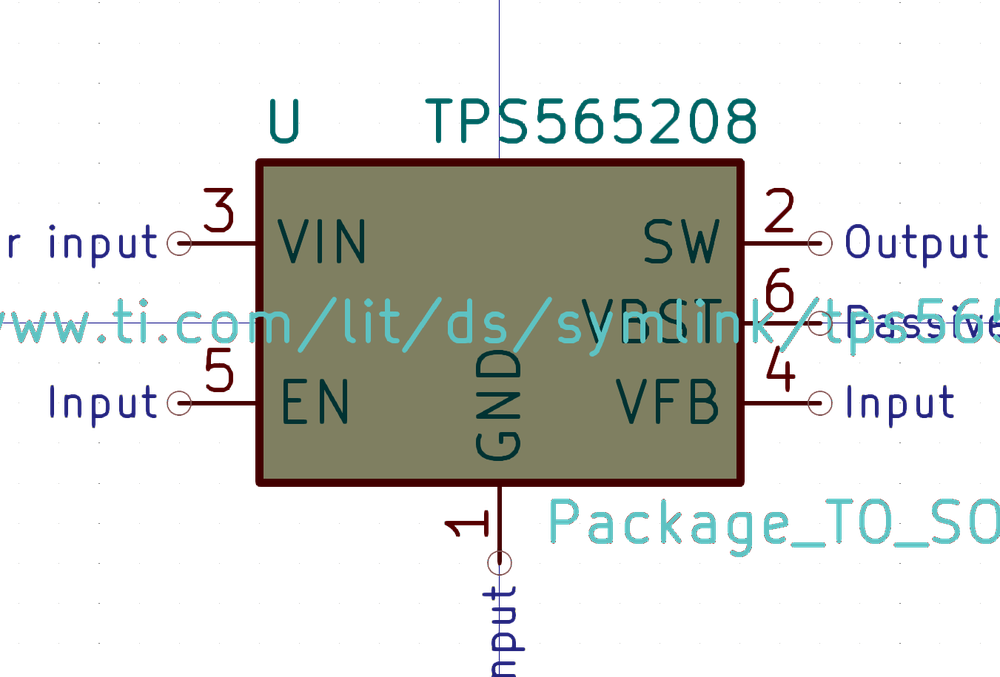 U TPS565208
3 2
r input VIN SW Output
6
www.ti.com/lit/ds/symlink/tps565
VBST Passive
5 4
Input EN VFB Input
GND
1 Package_TO_SO
nput